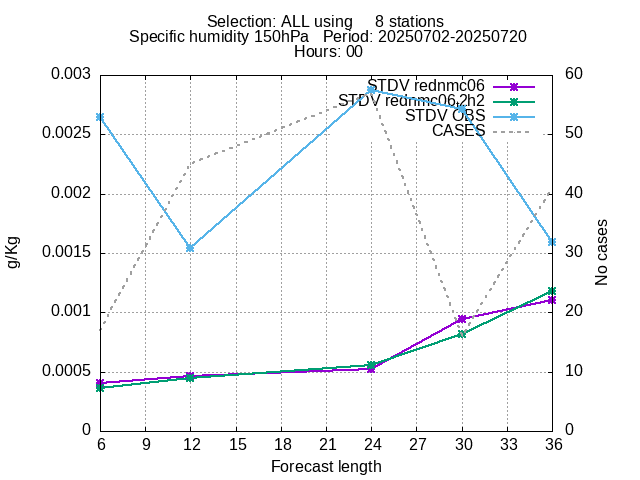 Selection: ALL using 8 stations
Specific humidity 150hPa Period: 20250702-20250720
Hours: 00
0.003
0.0025
0.002
0.0015
0.001
0.0005
0
g/Kg
60
50
40
30
20
10
0
No cases
STDV rednmc06
STDV rednmc06,2h2
STDV OBS
CASES
6 9 12 15 18 21 24 27 30 33 36
Forecast length